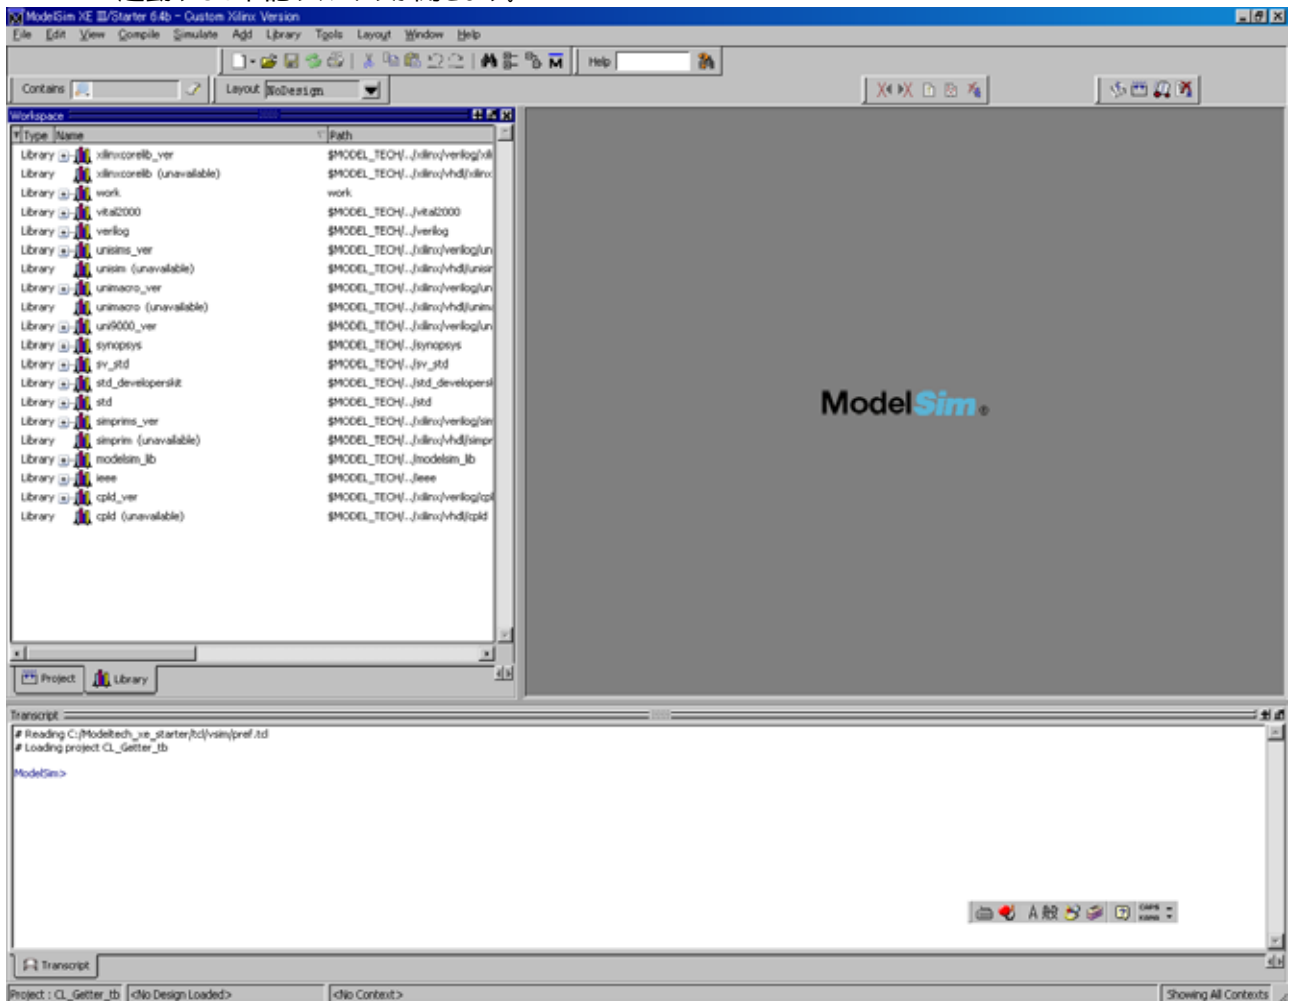 ModelSim XE III/Starter 6.4b - Custom Xilinx Version
File Edit View Compile Simulate Add Library Tools Layout Window Help
Help
Contains
Layout NoDesign
Workspace
Type Name Path
Library xilinxcorelib_ver $MODEL_TECH/../xilinx/verilog/xili
Library xilinxcorelib (unavailable) $MODEL_TECH/../xilinx/vhdl/xilinx
Library work work
Library vital2000 $MODEL_TECH/../vital2000
Library verilog $MODEL_TECH/../verilog
Library unisims_ver $MODEL_TECH/../xilinx/verilog/un
Library unisim (unavailable) $MODEL_TECH/../xilinx/vhdl/unisim
Library unimacro_ver $MODEL_TECH/../xilinx/verilog/un
Library unimacro (unavailable) $MODEL_TECH/../xilinx/vhdl/unima
Library uni9000_ver $MODEL_TECH/../xilinx/verilog/un
Library synopsys $MODEL_TECH/../synopsys
Library sv_std $MODEL_TECH/../sv_std
Library std_developerskit $MODEL_TECH/../std_developersk
Library std $MODEL_TECH/../std
Library simprims_ver $MODEL_TECH/../xilinx/verilog/sim
Library simprim (unavailable) $MODEL_TECH/../xilinx/vhdl/simpr
Library modelsim_lib $MODEL_TECH/../modelsim_lib
Library ieee $MODEL_TECH/../ieee
Library cpld_ver $MODEL_TECH/../xilinx/verilog/cpl
Library cpld (unavailable) $MODEL_TECH/../xilinx/vhdl/cpld
ModelSim®
Project Library
Transcript
# Reading C:/Modeltech_xe_starter/tcl/vsim/pref.tcl
# Loading project CL_Getter_tb
ModelSim>
A 般 CAPS
KANA
Transcript
Project : CL_Getter_tb <No Design Loaded> <No Context> Showing All Contexts